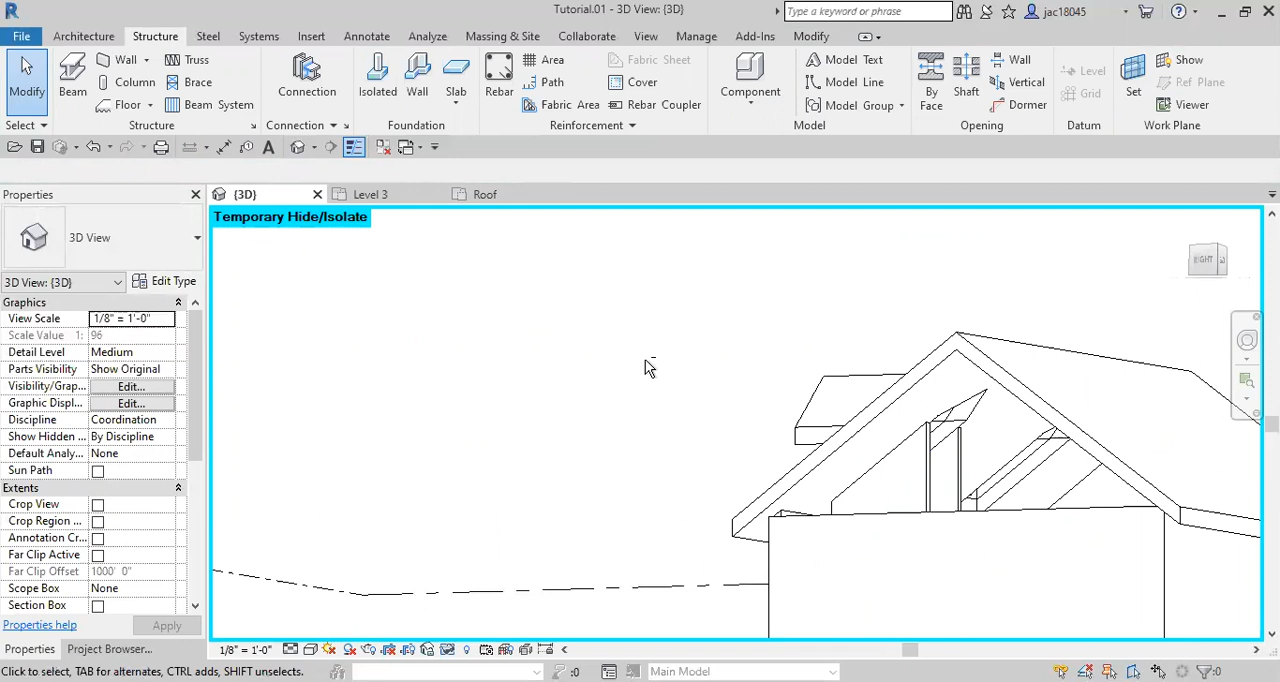 Tutorial.01 - 3D View: {3D}
Type a keyword or phrase
jac18045
File Architecture Structure Steel Systems Insert Annotate Analyze Massing & Site Collaborate View Manage Add-Ins Modify
Modify
Select
Beam
Wall
Column
Floor
Truss
Brace
Beam System
Structure
Connection
Connection
Isolated
Wall
Slab
Foundation
Rebar
Area
Path
Fabric Area
Fabric Sheet
Cover
Rebar Coupler
Reinforcement
Component
Model Text
Model Line
Model Group
Model
By Face
Shaft
Wall
Vertical
Dormer
Opening
Level
Grid
Datum
Set
Show
Ref Plane
Viewer
Work Plane
Properties
{3D}
Level 3
Roof
Temporary Hide/Isolate
3D View
3D View: {3D}
Edit Type
Graphics
View Scale 1/8" = 1'-0"
Scale Value 1: 96
Detail Level Medium
Parts Visibility Show Original
Visibility/Grap... Edit...
Graphic Displ... Edit...
Discipline Coordination
Show Hidden ... By Discipline
Default Analy... None
Sun Path
Extents
Crop View
Crop Region ...
Annotation Cr...
Far Clip Active
Far Clip Offset 1000' 0"
Scope Box None
Section Box
Properties help
Apply
Properties Project Browser...
1/8" = 1'-0"
Click to select, TAB for alternates, CTRL adds, SHIFT unselects.
:0
Main Model
:0